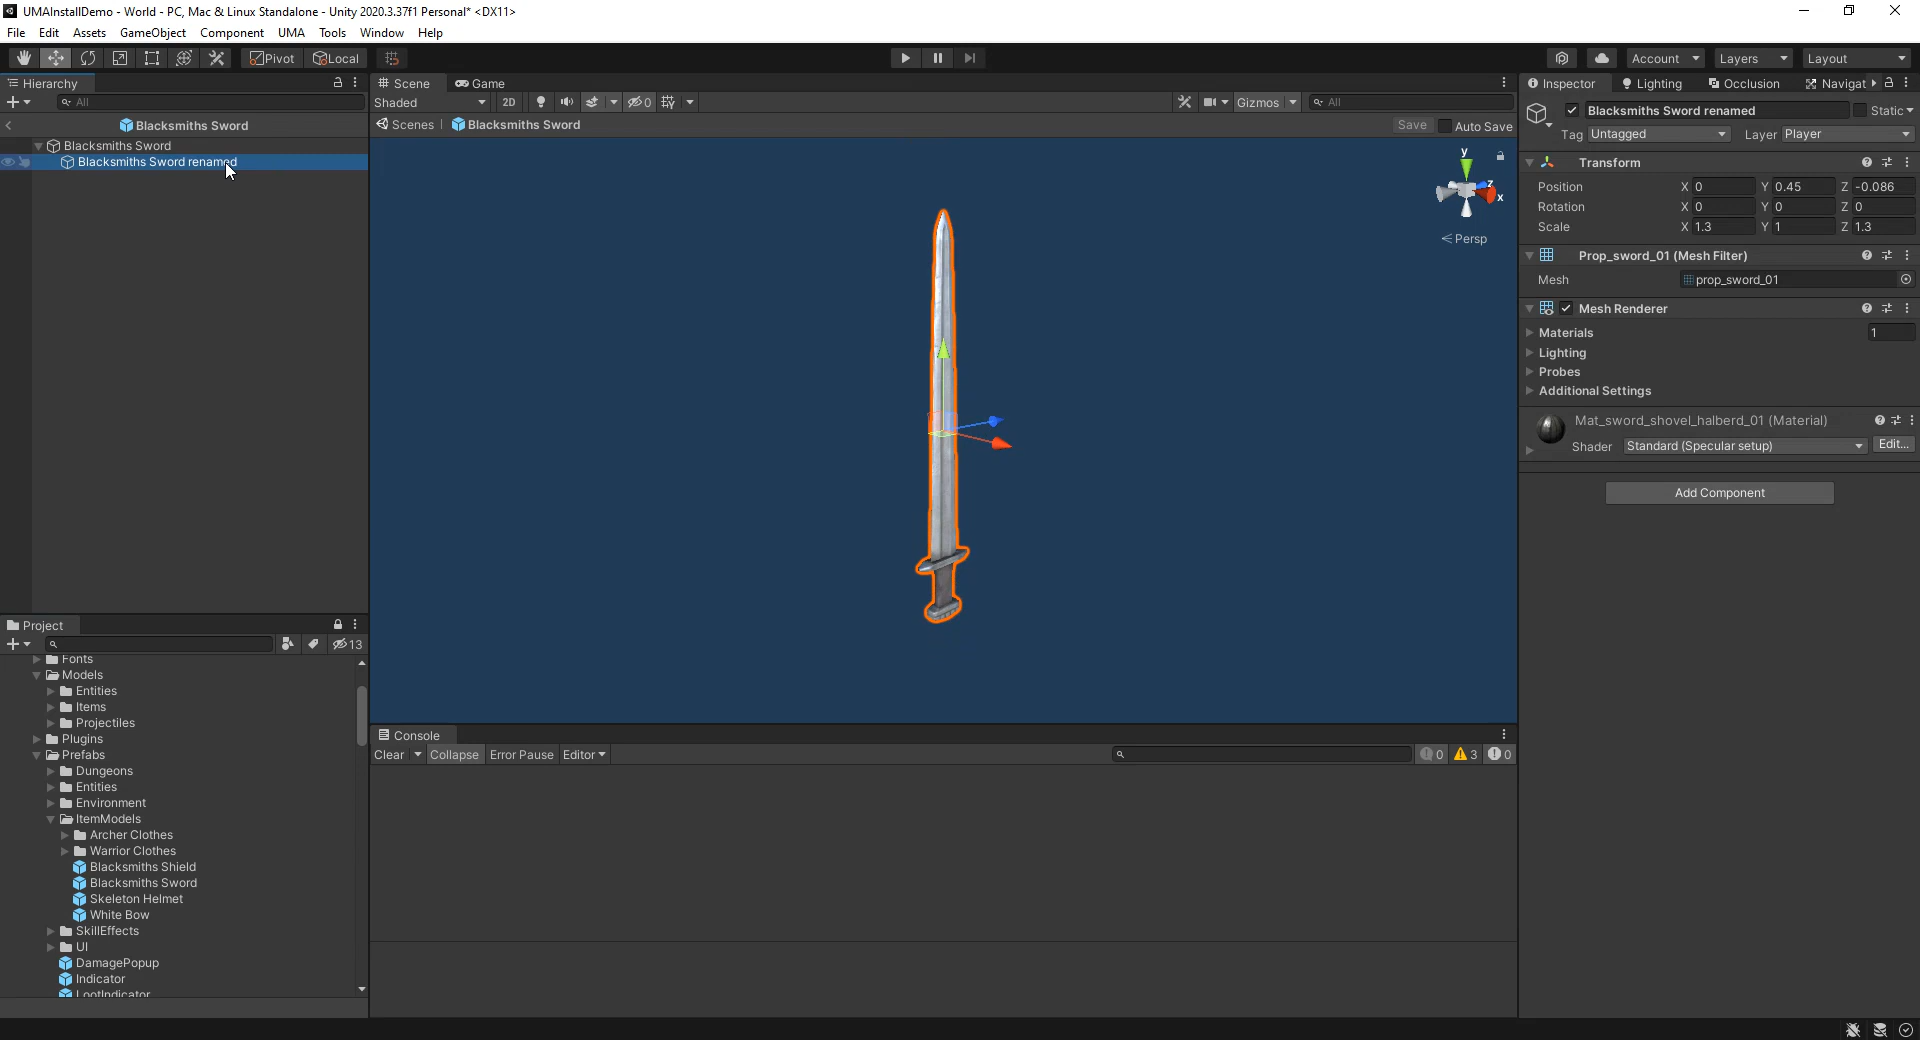 UMAInstallDemo - World - PC, Mac & Linux Standalone - Unity 2020.3.37f1 Personal* <DX11>
File Edit Assets GameObject Component UMA Tools Window Help
Pivot Local
Account Layers Layout
Hierarchy
All
Blacksmiths Sword
Blacksmiths Sword
Blacksmiths Sword renamed
Scene Game
Shaded 2D 0 Gizmos All
Scenes Blacksmiths Sword Save Auto Save
y
z
x
Persp
Project
13
Fonts
Models
Entities
Items
Projectiles
Plugins
Prefabs
Dungeons
Entities
Environment
ItemModels
Archer Clothes
Warrior Clothes
Blacksmiths Shield
Blacksmiths Sword
Skeleton Helmet
White Bow
SkillEffects
UI
DamagePopup
Indicator
LootIndicator
Console
Clear Collapse Error Pause Editor 0 3 0
Inspector Lighting Occlusion Navigat
Blacksmiths Sword renamed Static
Tag Untagged Layer Player
Transform
Position X 0 Y 0.45 Z -0.086
Rotation X 0 Y 0 Z 0
Scale X 1.3 Y 1 Z 1.3
Prop_sword_01 (Mesh Filter)
Mesh prop_sword_01
Mesh Renderer
Materials 1
Lighting
Probes
Additional Settings
Mat_sword_shovel_halberd_01 (Material)
Shader Standard (Specular setup) Edit...
Add Component